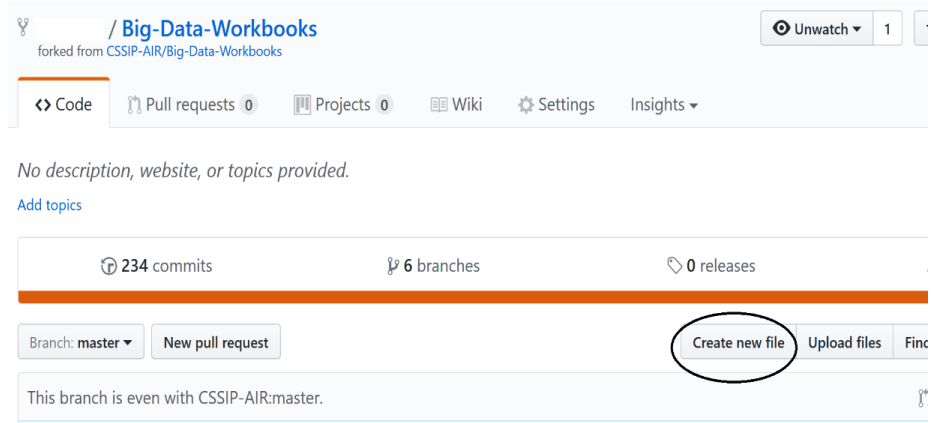 / Big-Data-Workbooks
Unwatch 1
forked from CSSIP-AIR/Big-Data-Workbooks
Code Pull requests 0 Projects 0 Wiki Settings Insights
No description, website, or topics provided.
Add topics
234 commits 6 branches 0 releases
Branch: master New pull request Create new file Upload files
This branch is even with CSSIP-AIR:master.